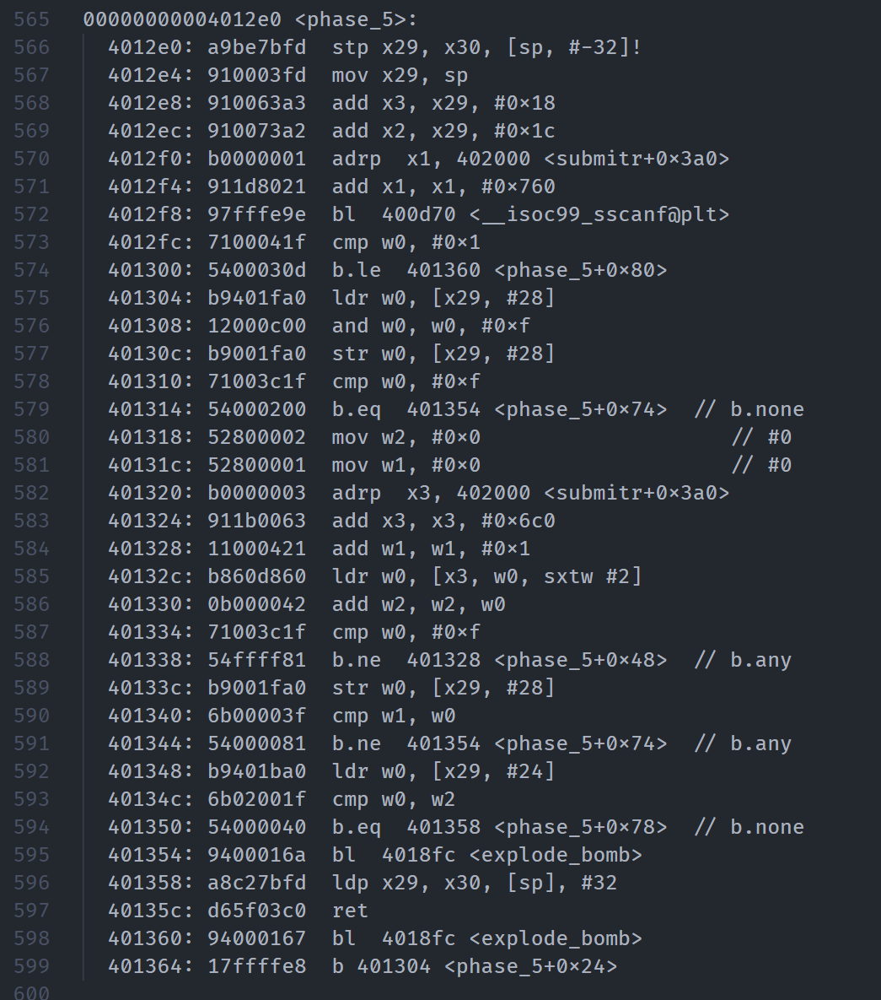 565 00000000004012e0 <phase_5>:
566 4012e0: a9be7bfd stp x29, x30, [sp, #-32]!
567 4012e4: 910003fd mov x29, sp
568 4012e8: 910063a3 add x3, x29, #0×18
569 4012ec: 910073a2 add x2, x29, #0×1c
570 4012f0: b0000001 adrp x1, 402000 <submitr+0×3a0>
571 4012f4: 911d8021 add x1, x1, #0×760
572 4012f8: 97fffe9e bl 400d70 <__isoc99_sscanf@plt>
573 4012fc: 7100041f cmp w0, #0×1
574 401300: 5400030d b.le 401360 <phase_5+0×80>
575 401304: b9401fa0 ldr w0, [x29, #28]
576 401308: 12000c00 and w0, w0, #0×f
577 40130c: b9001fa0 str w0, [x29, #28]
578 401310: 71003c1f cmp w0, #0×f
579 401314: 54000200 b.eq 401354 <phase_5+0×74> // b.none
580 401318: 52800002 mov w2, #0×0 // #0
581 40131c: 52800001 mov w1, #0×0 // #0
582 401320: b0000003 adrp x3, 402000 <submitr+0×3a0>
583 401324: 911b0063 add x3, x3, #0×6c0
584 401328: 11000421 add w1, w1, #0×1
585 40132c: b860d860 ldr w0, [x3, w0, sxtw #2]
586 401330: 0b000042 add w2, w2, w0
587 401334: 71003c1f cmp w0, #0×f
588 401338: 54ffff81 b.ne 401328 <phase_5+0×48> // b.any
589 40133c: b9001fa0 str w0, [x29, #28]
590 401340: 6b00003f cmp w1, w0
591 401344: 54000081 b.ne 401354 <phase_5+0×74> // b.any
592 401348: b9401ba0 ldr w0, [x29, #24]
593 40134c: 6b02001f cmp w0, w2
594 401350: 54000040 b.eq 401358 <phase_5+0×78> // b.none
595 401354: 9400016a bl 4018fc <explode_bomb>
596 401358: a8c27bfd ldp x29, x30, [sp], #32
597 40135c: d65f03c0 ret
598 401360: 94000167 bl 4018fc <explode_bomb>
599 401364: 17ffffe8 b 401304 <phase_5+0×24>
600